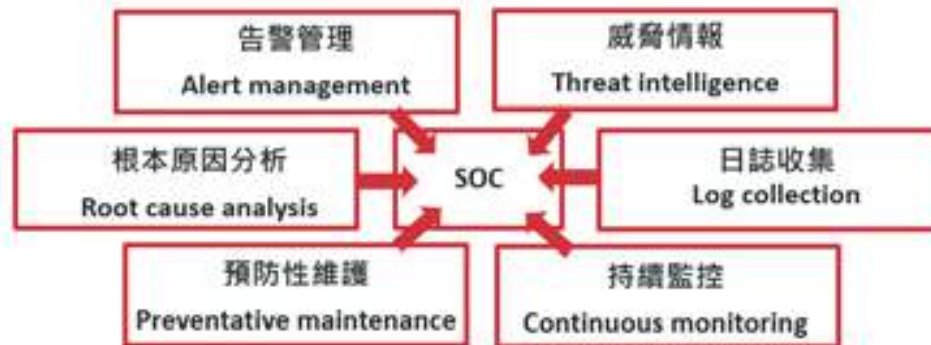 告警管理
Alert management
威脅情報
Threat intelligence
根本原因分析
Root cause analysis
SOC
日誌收集
Log collection
預防性維護
Preventative maintenance
持續監控
Continuous monitoring